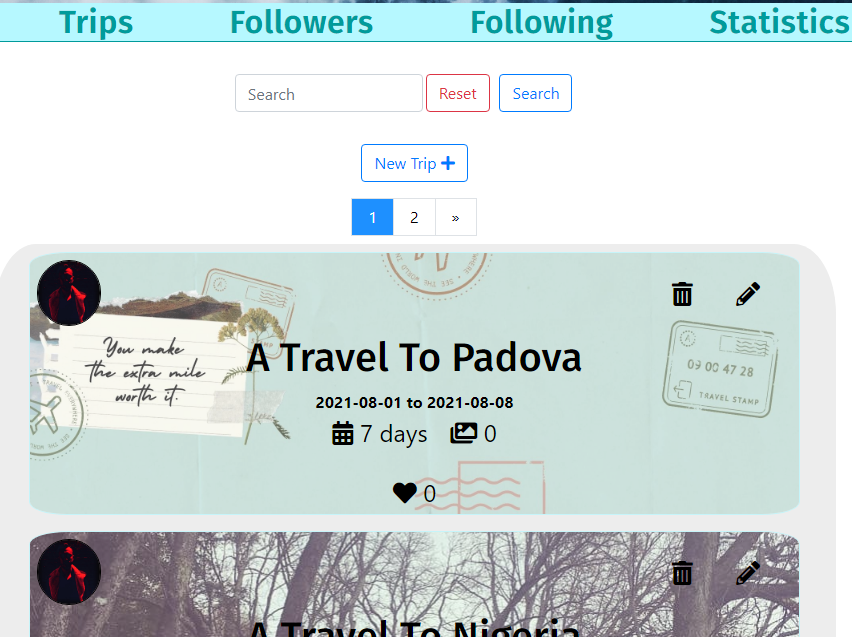 Trips Followers Following Statistics
Search Reset Search
New Trip +
1 2 »
You make
the extra mile
worth it.
A Travel To Padova
2021-08-01 to 2021-08-08
7 days 0
0
09 00 47 28
TRAVEL STAMP
A Travel To Nigeria